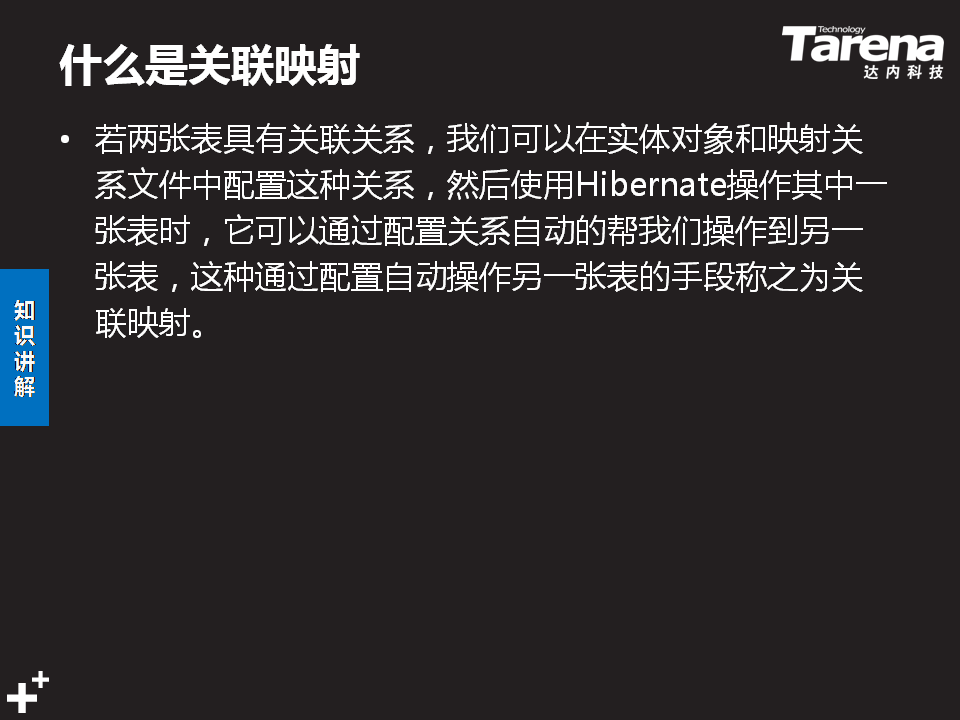 什么是关联映射
Technology
Tarena
达内科技
• 若两张表具有关联关系，我们可以在实体对象和映射关
系文件中配置这种关系，然后使用Hibernate操作其中一
张表时，它可以通过配置关系自动的帮我们操作到另一
张表，这种通过配置自动操作另一张表的手段称之为关
联映射。
知
识
讲
解